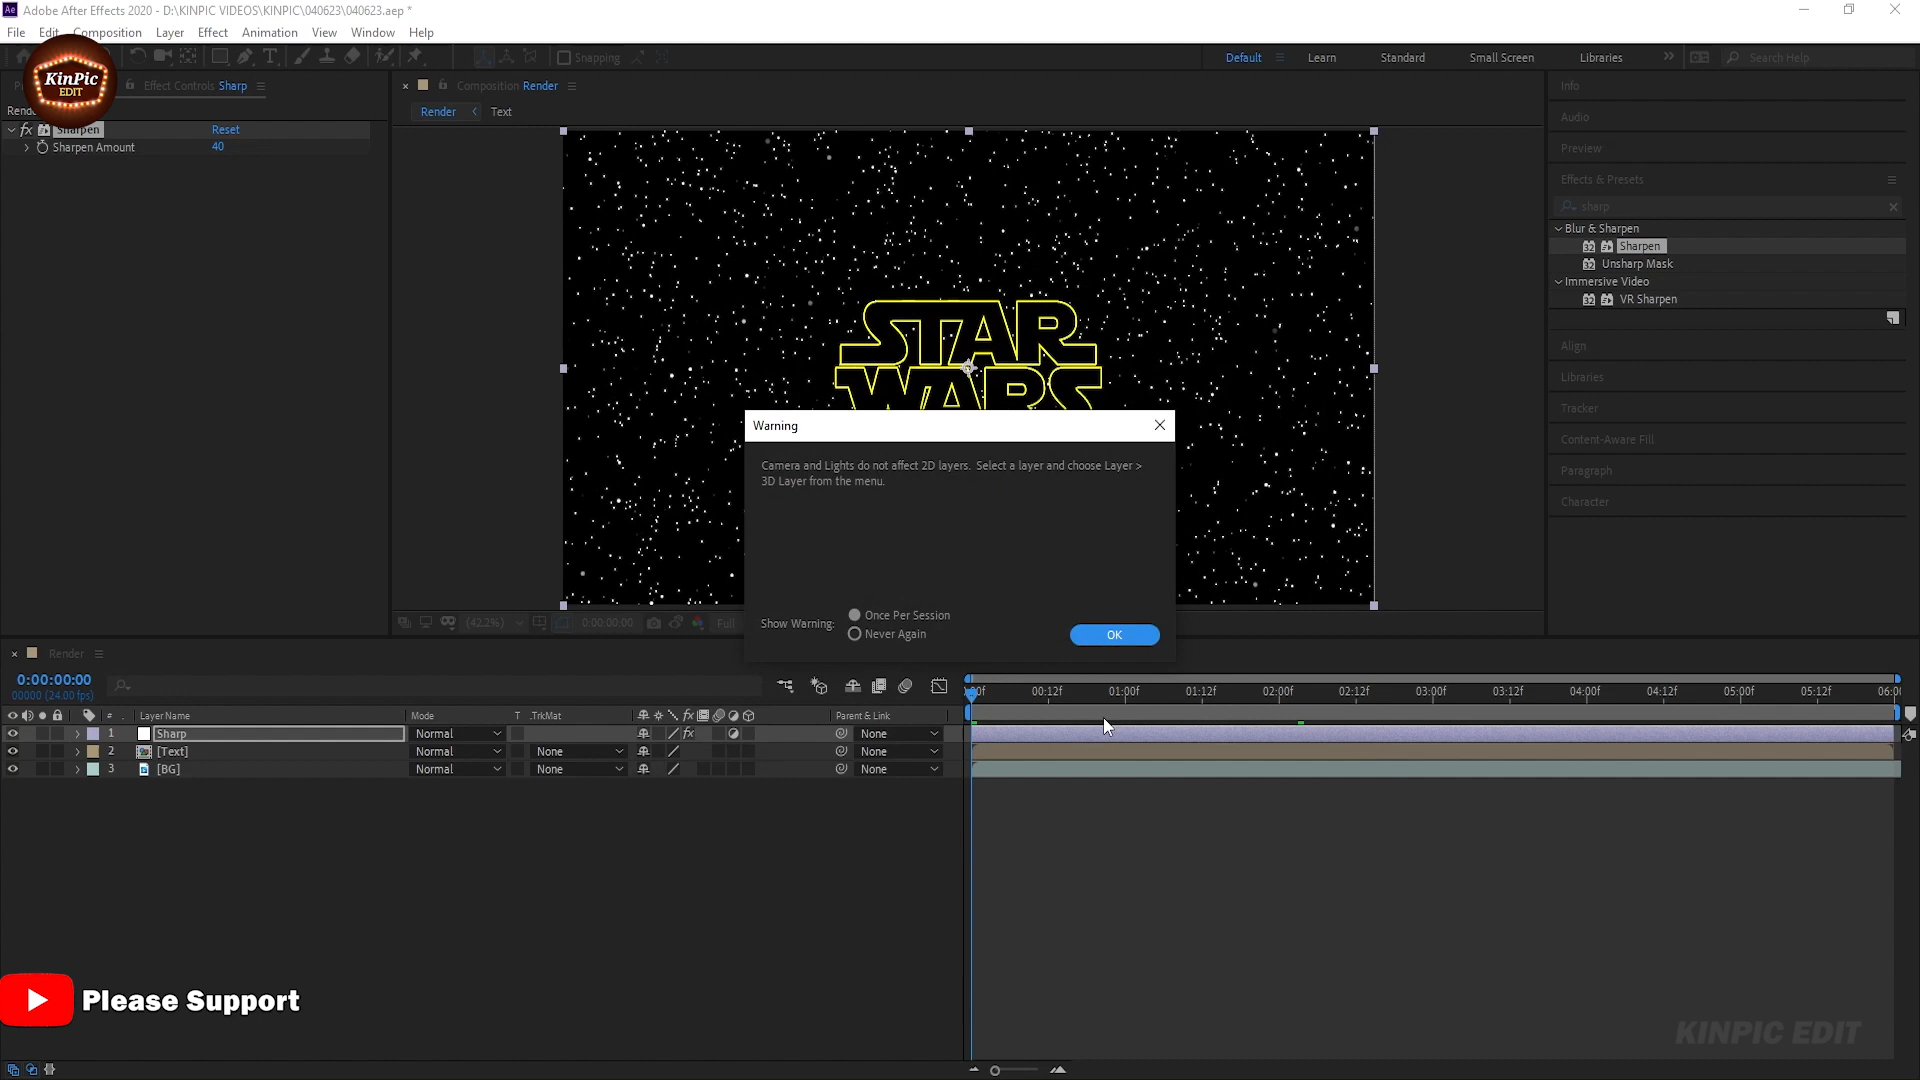 Adobe After Effects 2020 - D:\KINPIC VIDEOS\KINPIC\040623\040623.aep *
File Edit Composition Layer Effect Animation View Window Help
Snapping
Default
Learn
Standard
Small Screen
Libraries
Search Help
KinPic
EDIT
Effect Controls Sharp
Sharpen
Reset
Sharpen Amount
40
Composition Render
Render
Text
STAR
WARS
Warning
Camera and Lights do not affect 2D layers. Select a layer and choose Layer >
3D Layer from the menu.
Show Warning:
Once Per Session
Never Again
OK
(42,2%)
0:00:00:00
Full
Info
Audio
Preview
Effects & Presets
sharp
Blur & Sharpen
Sharpen
Unsharp Mask
Immersive Video
VR Sharpen
Align
Libraries
Tracker
Content-Aware Fill
Paragraph
Character
Render
0:00:00:00
00000 (24.00 fps)
00:12f 01:00f 01:12f 02:00f 02:12f 03:00f 03:12f 04:00f 04:12f 05:00f 05:12f
# Layer Name Mode T .TrkMat Parent & Link
1 Sharp Normal None
2 [Text] Normal None None
3 [BG] Normal None None
Please Support
KINPIC EDIT